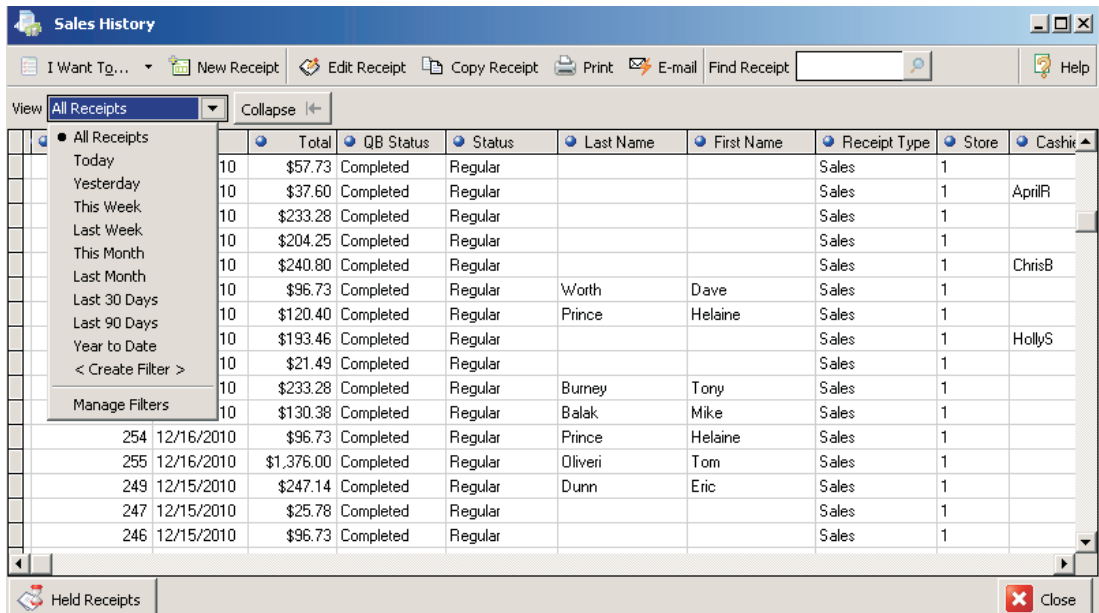 Sales History
I Want To... New Receipt Edit Receipt Copy Receipt Print E-mail Find Receipt Help
View All Receipts Collapse
Total QB Status Status Last Name First Name Receipt Type Store Cashie
All Receipts
Today
Yesterday
This Week
Last Week
This Month
Last Month
Last 30 Days
Last 90 Days
Year to Date
< Create Filter >
Manage Filters
10 $57.73 Completed Regular Sales 1
10 $37.60 Completed Regular Sales 1 AprilR
10 $233.28 Completed Regular Sales 1
10 $204.25 Completed Regular Sales 1
10 $240.80 Completed Regular Sales 1 ChrisB
10 $96.73 Completed Regular Worth Dave Sales 1
10 $120.40 Completed Regular Prince Helaine Sales 1
10 $193.46 Completed Regular Sales 1 HollyS
10 $21.49 Completed Regular Sales 1
10 $233.28 Completed Regular Burney Tony Sales 1
10 $130.38 Completed Regular Balak Mike Sales 1
254 12/16/2010 $96.73 Completed Regular Prince Helaine Sales 1
255 12/16/2010 $1,376.00 Completed Regular Oliveri Tom Sales 1
249 12/15/2010 $247.14 Completed Regular Dunn Eric Sales 1
247 12/15/2010 $25.78 Completed Regular Sales 1
246 12/15/2010 $96.73 Completed Regular Sales 1
Held Receipts Close